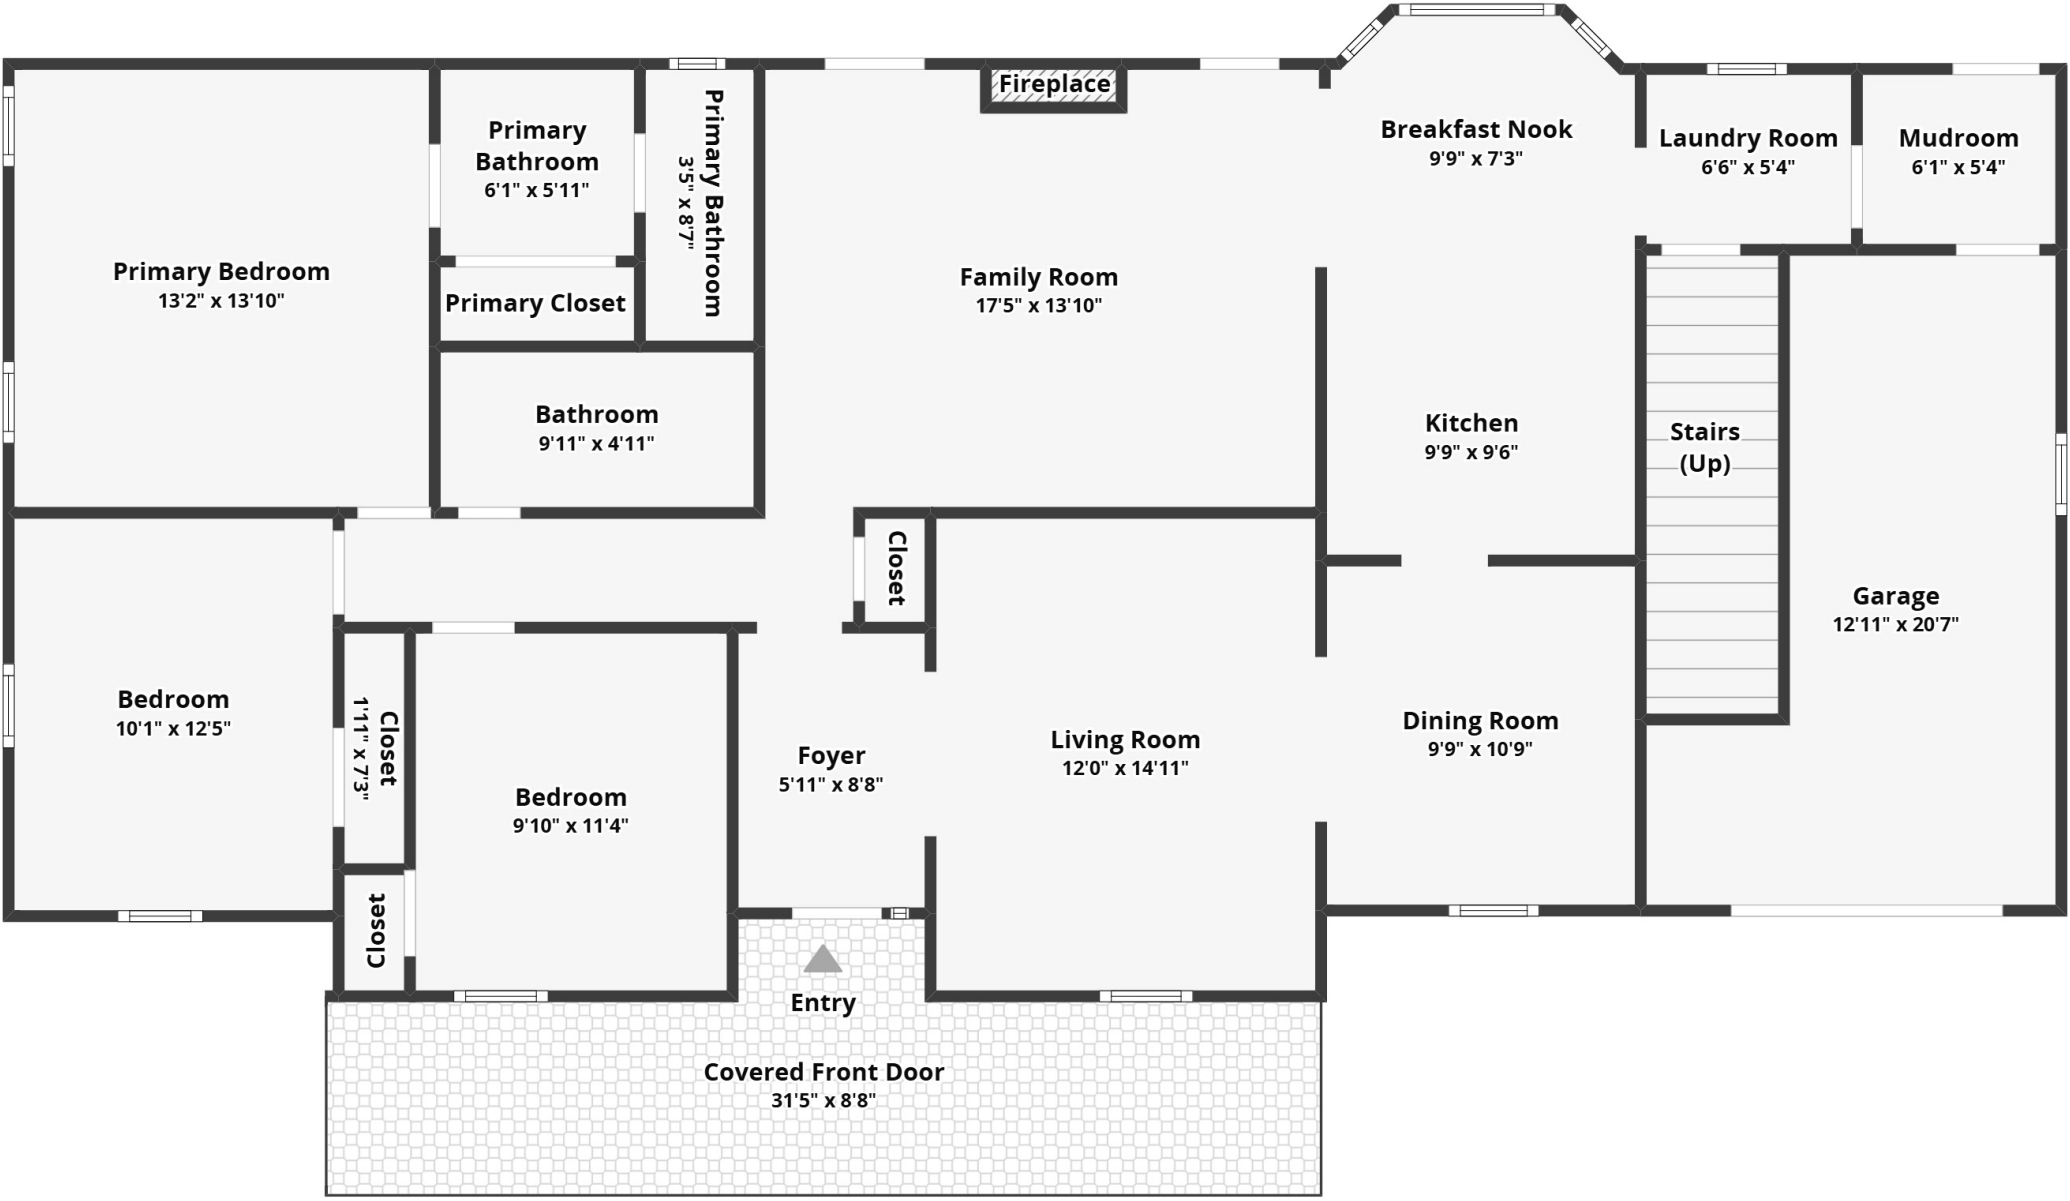 Fireplace
Primary
Bathroom
6'1" x 5'11"
Primary Bathroom
3'5" x 8'7"
Breakfast Nook
9'9" x 7'3"
Laundry Room
6'6" x 5'4"
Mudroom
6'1" x 5'4"
Primary Bedroom
13'2" x 13'10"
Primary Closet
Family Room
17'5" x 13'10"
Bathroom
9'11" x 4'11"
Kitchen
9'9" x 9'6"
Stairs
(Up)
Closet
Garage
12'11" x 20'7"
Bedroom
10'1" x 12'5"
Closet
1'11" x 7'3"
Bedroom
9'10" x 11'4"
Foyer
5'11" x 8'8"
Living Room
12'0" x 14'11"
Dining Room
9'9" x 10'9"
Closet
Entry
Covered Front Door
31'5" x 8'8"